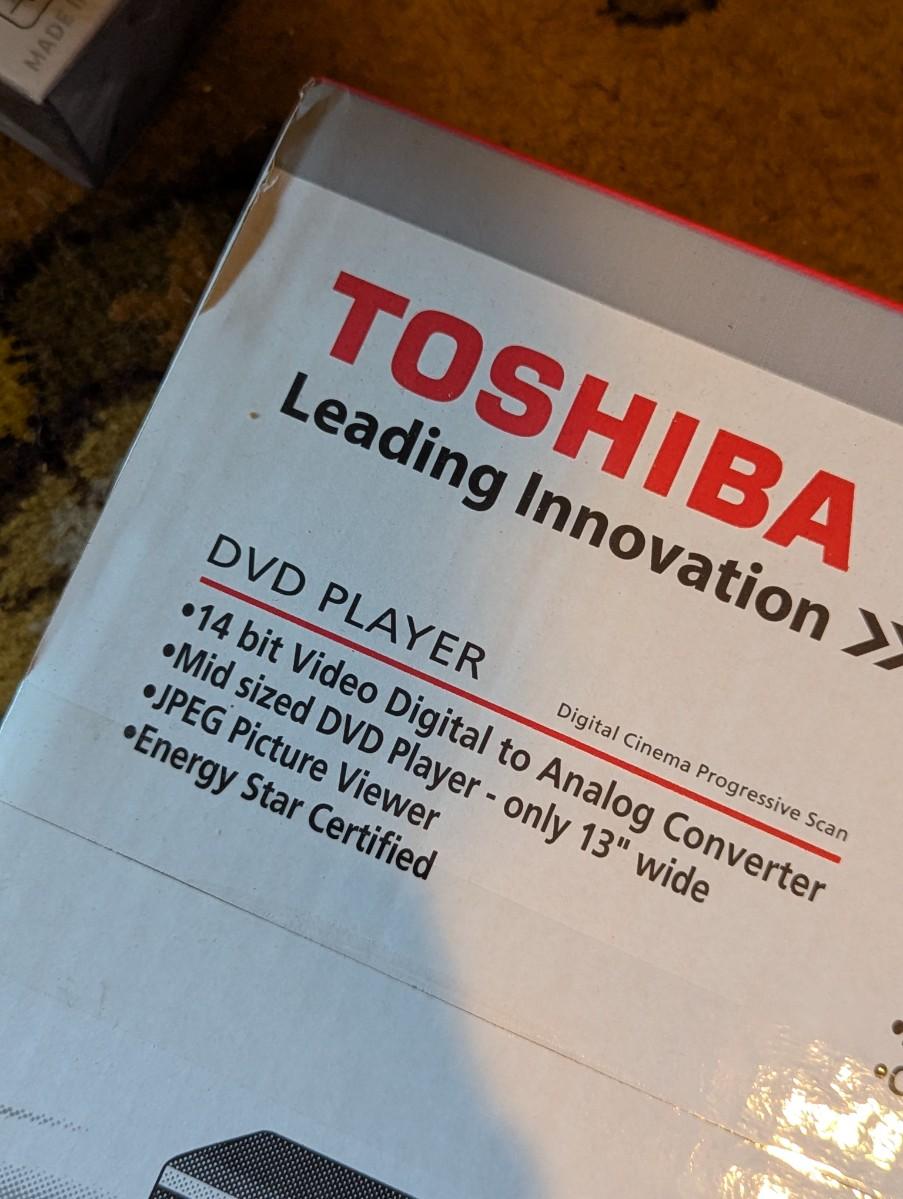 MADE
TOSHIBA
Leading Innovation >>
DVD PLAYER
Digital Cinema Progressive Scan
•14 bit Video Digital to Analog Converter
•Mid sized DVD Player - only 13" wide
•JPEG Picture Viewer
•Energy Star Certified